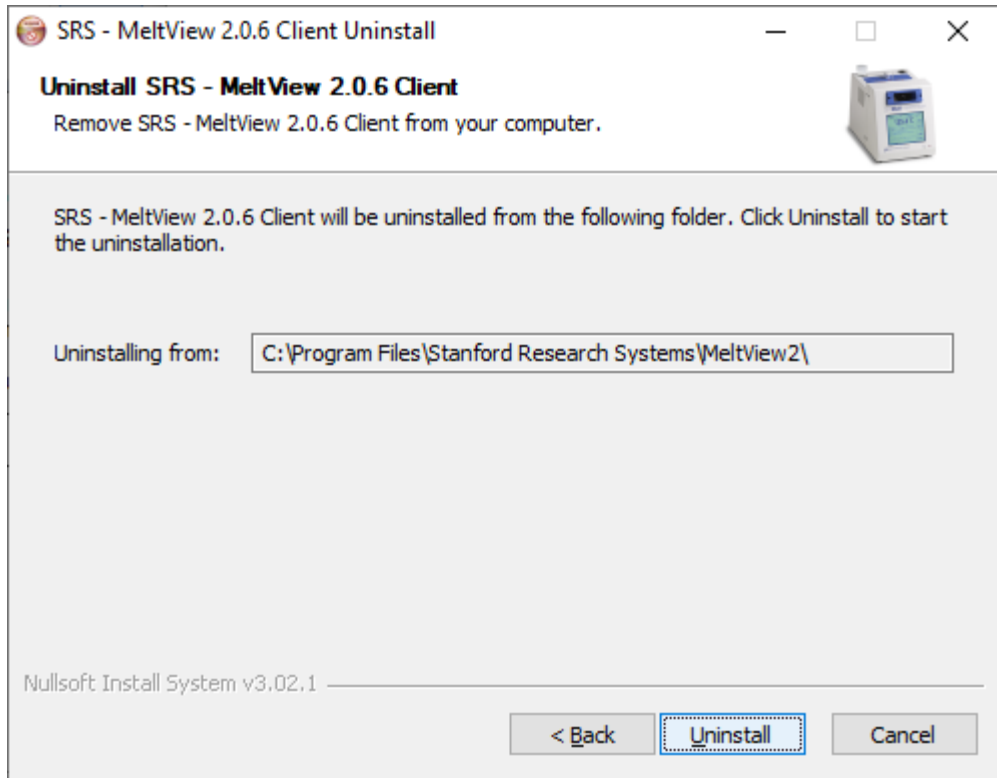 SRS - MeltView 2.0.6 Client Uninstall
Uninstall SRS - MeltView 2.0.6 Client
Remove SRS - MeltView 2.0.6 Client from your computer.
SRS - MeltView 2.0.6 Client will be uninstalled from the following folder. Click Uninstall to start
the uninstallation.
Uninstalling from: C:\Program Files\Stanford Research Systems\MeltView2\
Nullsoft Install System v3.02.1
< Back Uninstall Cancel